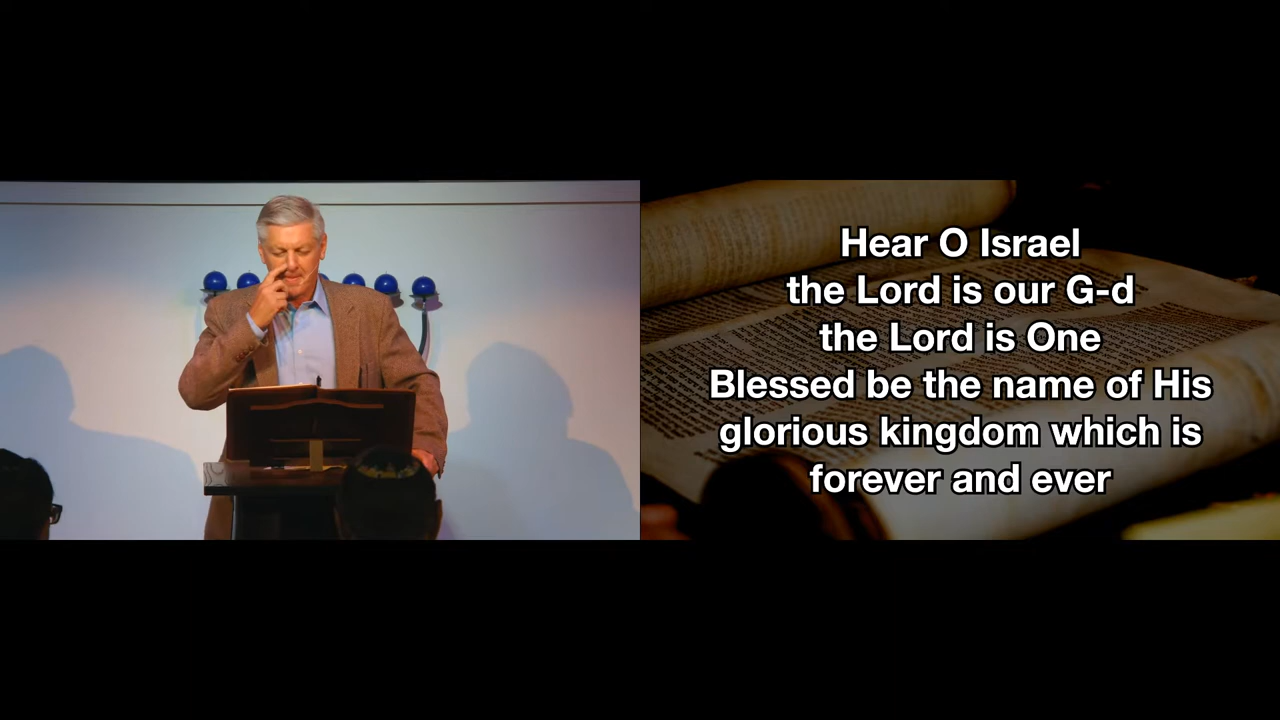 Hear O Israel
the Lord is our G-d
the Lord is One
Blessed be the name of His
glorious kingdom which is
forever and ever